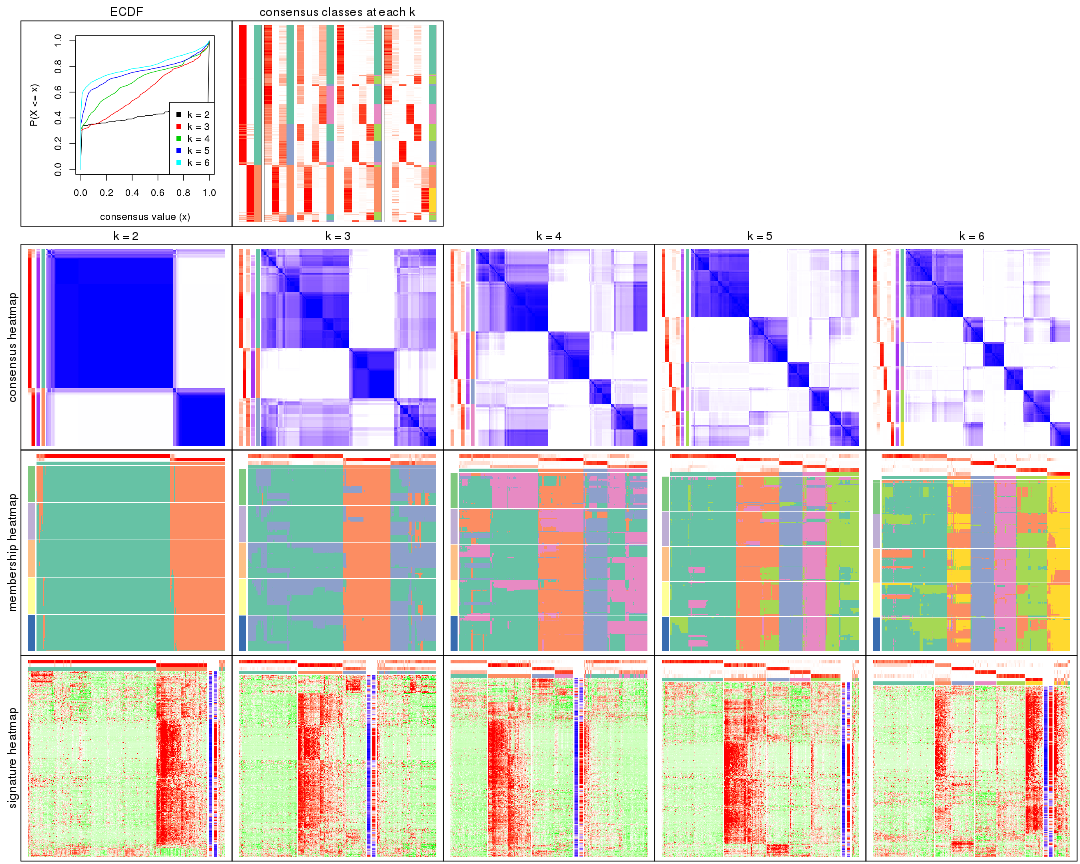 ECDF
consensus classes at each k
P(X <= x)
1.0
0.8
0.6
0.4
0.2
0.0
k = 2
k = 3
k = 4
k = 5
k = 6
0.0 0.2 0.4 0.6 0.8 1.0
consensus value (x)
k = 2 k = 3 k = 4 k = 5 k = 6
consensus heatmap
membership heatmap
signature heatmap